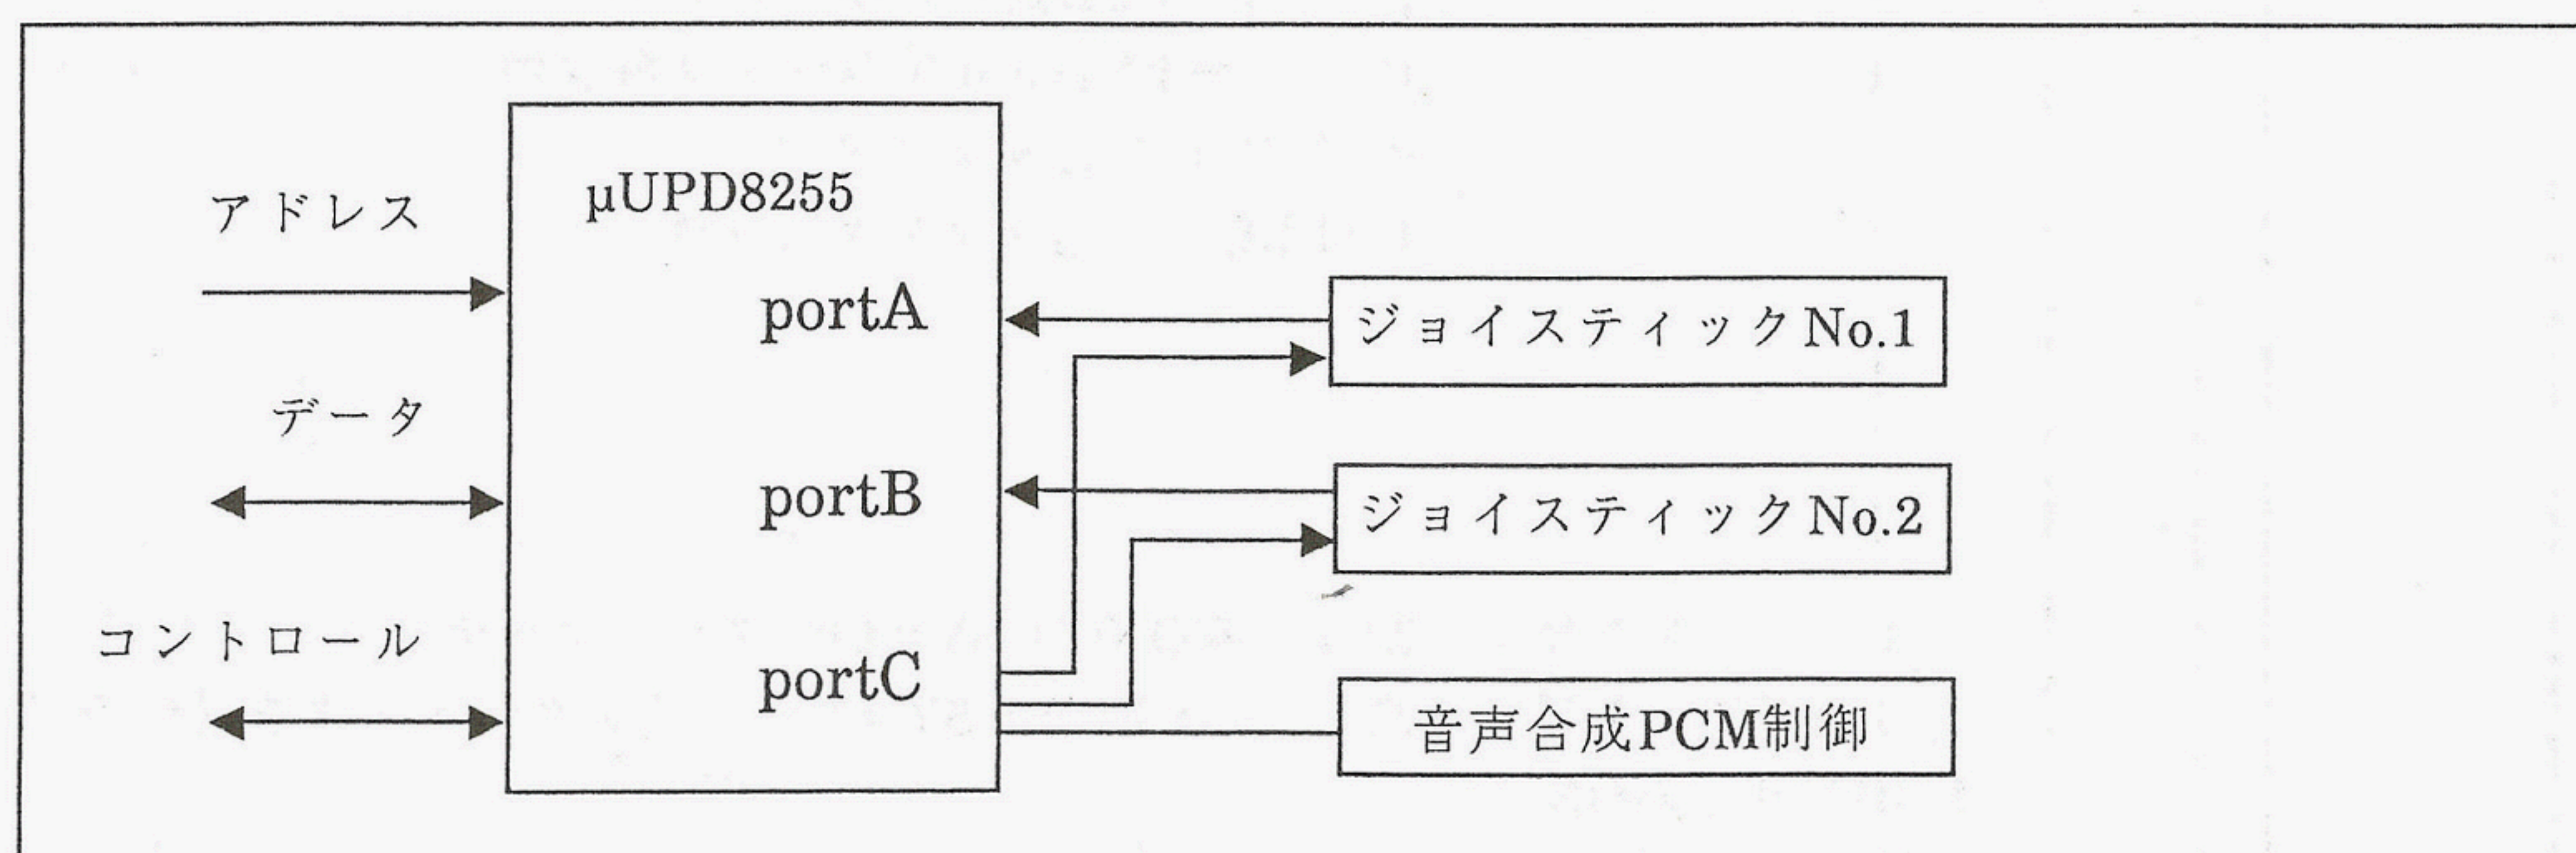 μUPD8255
アドレス
portA
ジョイスティックNo.1
データ
portB
ジョイスティックNo.2
コントロール
portC
音声合成PCM制御